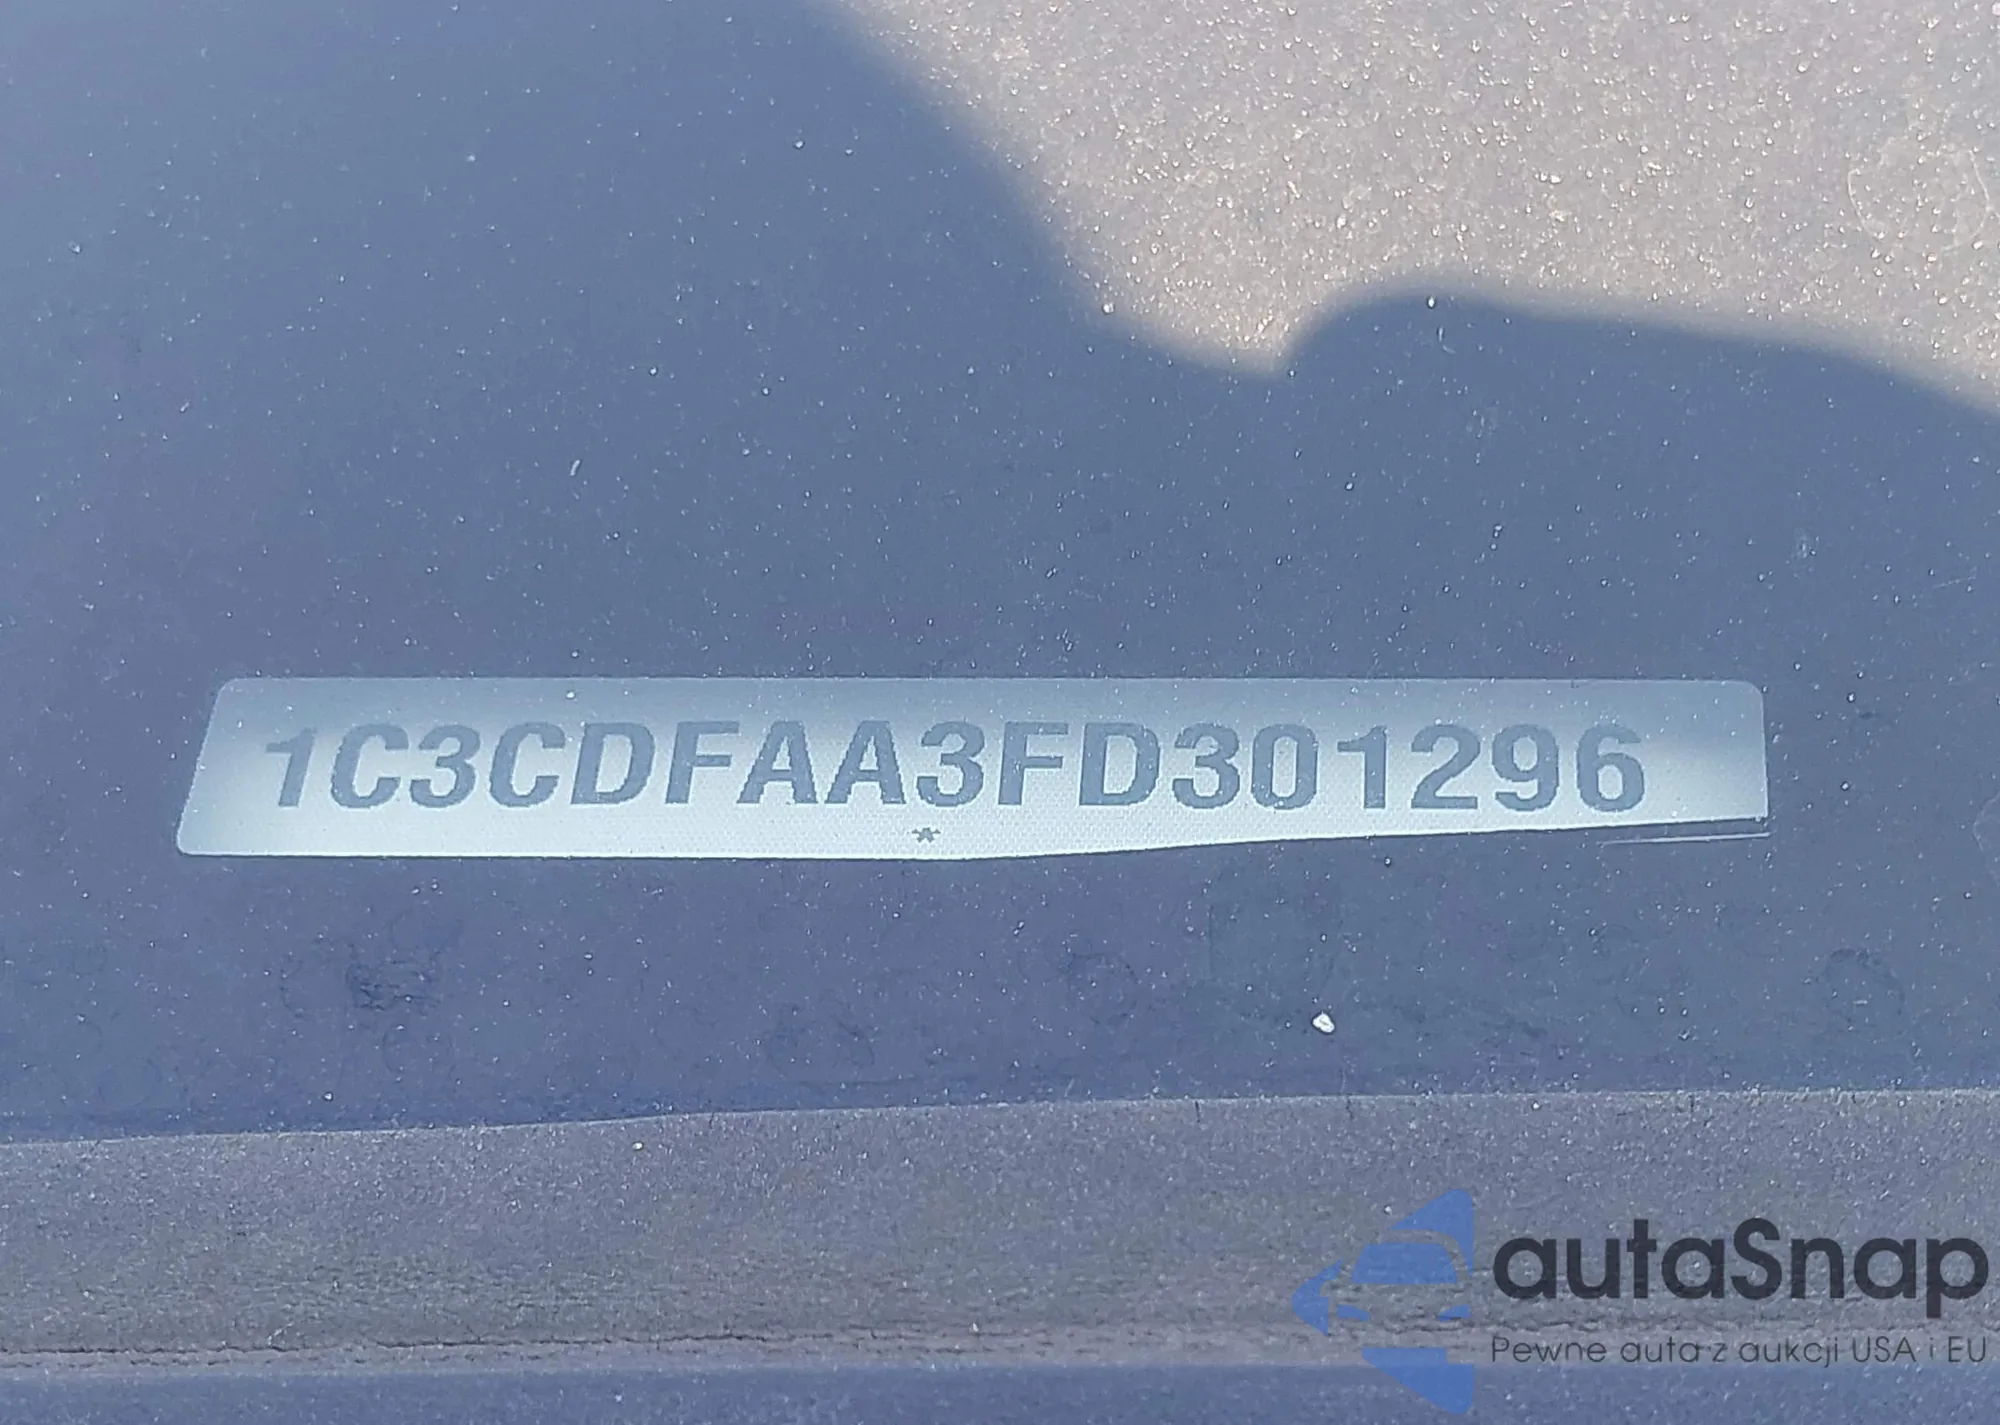 1C3CDFAA3FD301296
*
autaSnap
Pewne auta z aukcji USA i EU